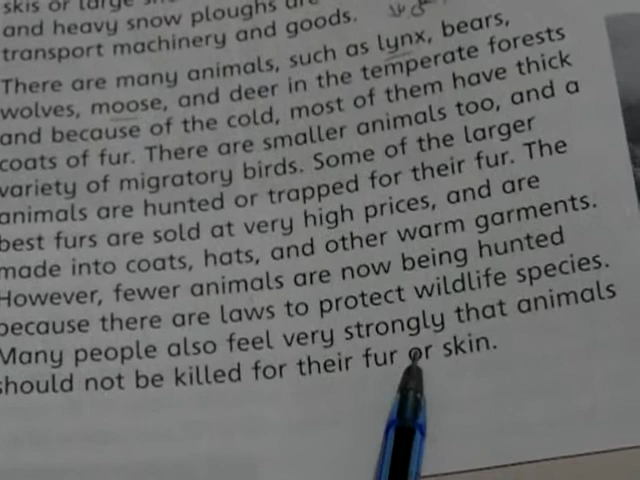 skis or large
and heavy snow ploughs are
transport machinery and goods.
There are many animals, such as lynx, bears,
wolves, moose, and deer in the temperate forests
and because of the cold, most of them have thick
coats of fur. There are smaller animals too, and a
variety of migratory birds. Some of the larger
animals are hunted or trapped for their fur. The
best furs are sold at very high prices, and are
made into coats, hats, and other warm garments.
However, fewer animals are now being hunted
because there are laws to protect wildlife species.
Many people also feel very strongly that animals
should not be killed for their fur or skin.